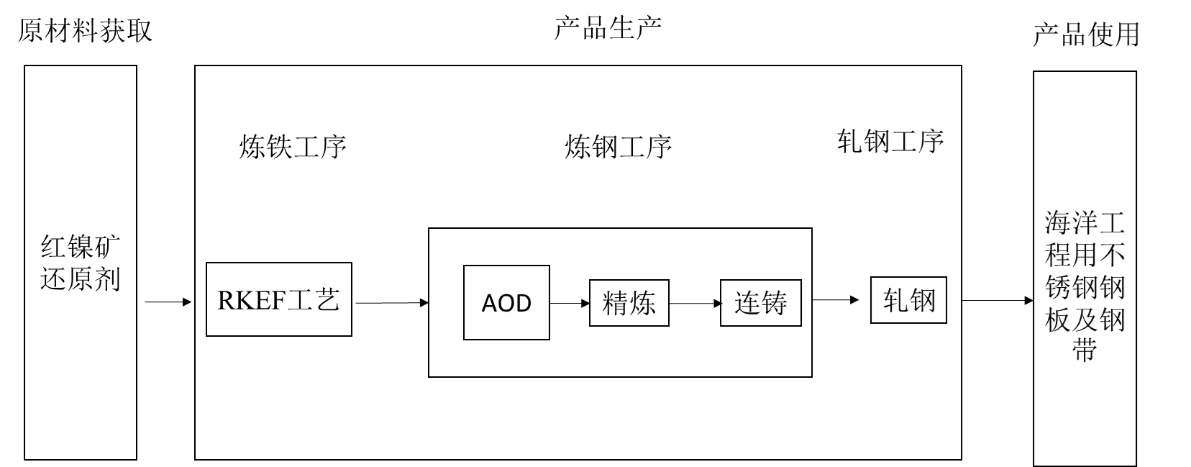 原材料获取
产品生产
产品使用
炼铁工序
炼钢工序
轧钢工序
红镍矿
还原剂
RKEF工艺
AOD
精炼
连铸
轧钢
海洋工
程用不
锈钢钢
板及钢
带